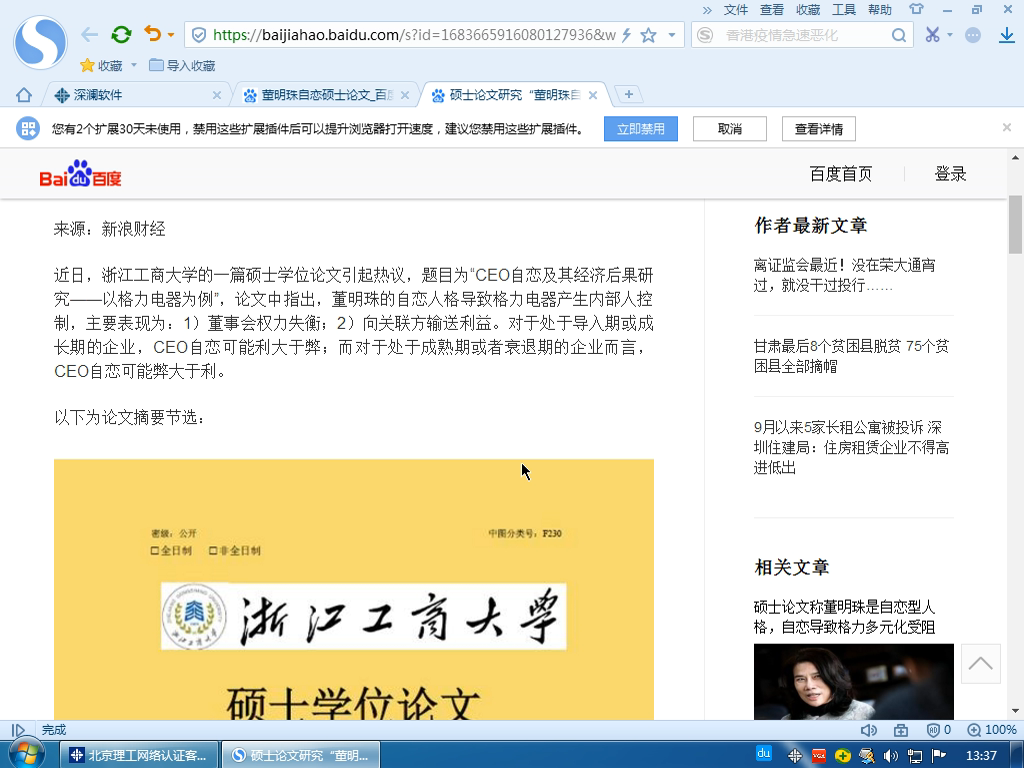 文件 查看 收藏 工具 帮助
https://baijiahao.baidu.com/s?id=1683665916080127936&w
香港疫情急速恶化
收藏 导入收藏
深澜软件
董明珠自恋硕士论文_百度
硕士论文研究“董明珠自
您有2个扩展30天未使用，禁用这些扩展插件后可以提升浏览器打开速度，建议您禁用这些扩展插件。
立即禁用 取消 查看详情
Bai du 百度
百度首页 登录
来源：新浪财经
近日，浙江工商大学的一篇硕士学位论文引起热议，题目为“CEO自恋及其经济后果研
究——以格力电器为例”，论文中指出，董明珠的自恋人格导致格力电器产生内部人控
制，主要表现为：1）董事会权力失衡；2）向关联方输送利益。对于处于导入期或成
长期的企业，CEO自恋可能利大于弊；而对于处于成熟期或者衰退期的企业而言，
CEO自恋可能弊大于利。
以下为论文摘要节选：
密级：公开 中图分类号：F230
□全日制 □非全日制
浙江工商大学
硕士学位论文
作者最新文章
离证监会最近！没在荣大通宵
过，就没干过投行……
甘肃最后8个贫困县脱贫 75个贫
困县全部摘帽
9月以来5家长租公寓被投诉 深
圳住建局：住房租赁企业不得高
进低出
相关文章
硕士论文称董明珠是自恋型人
格，自恋导致格力多元化受阻
完成
0
100%
北京理工网络认证客...
硕士论文研究“董明...
du
VGA
13:37